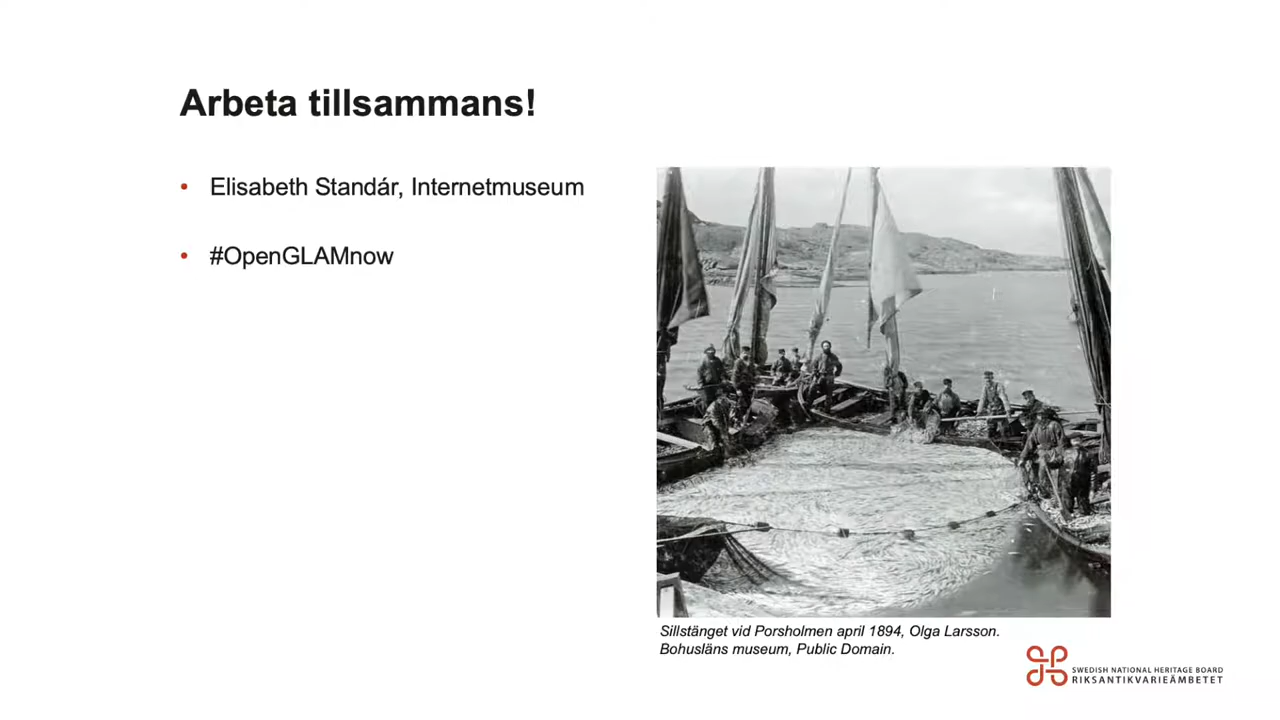 Arbeta tillsammans!
• Elisabeth Standár, Internetmuseum
• #OpenGLAMnow
Sillstänget vid Porsholmen april 1894, Olga Larsson.
Bohusläns museum, Public Domain.
SWEDISH NATIONAL HERITAGE BOARD
RIKSANTIKVARIEÄMBETET